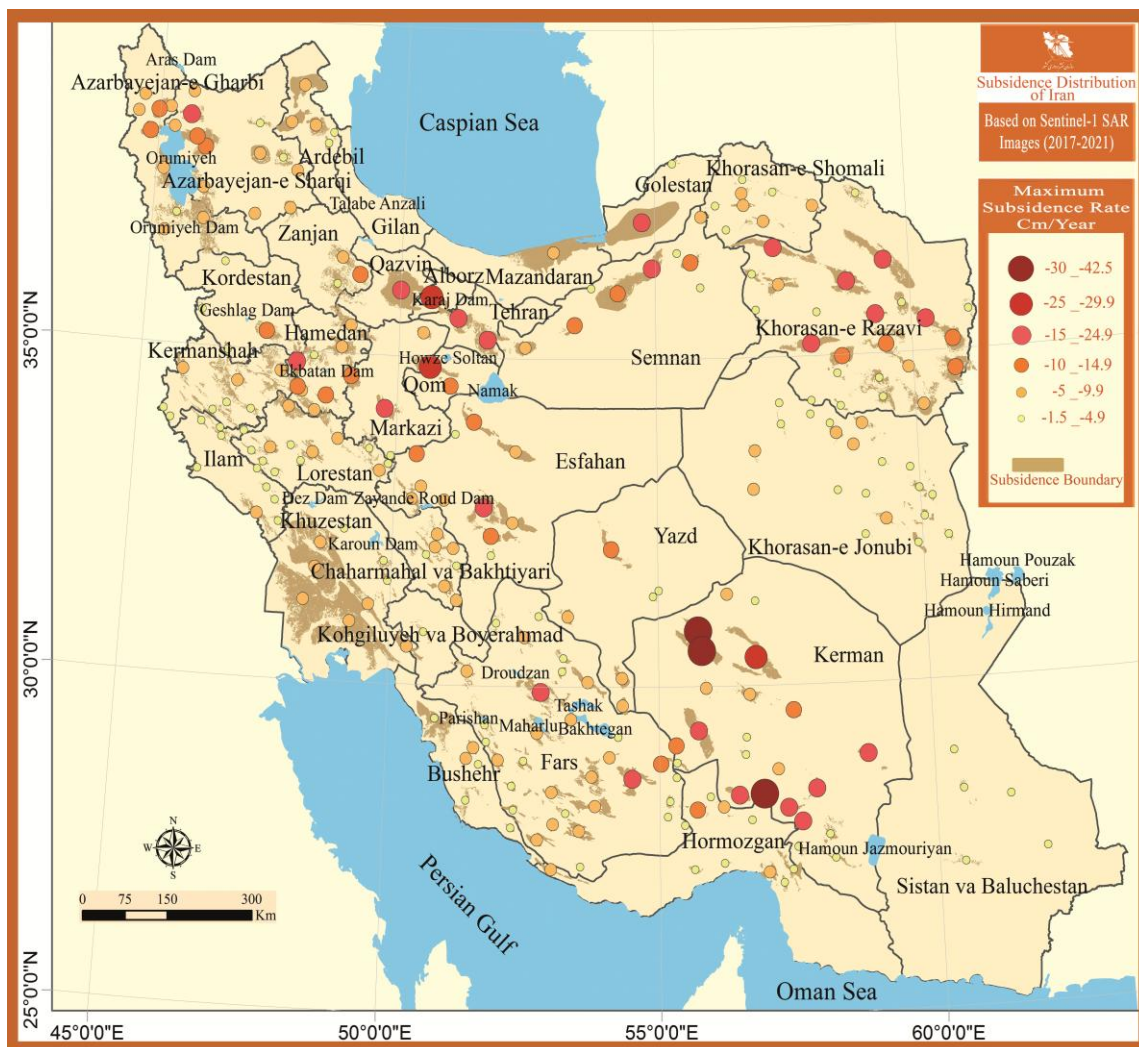 Subsidence Distribution
of Iran
Based on Sentinel-1 SAR
Images (2017-2021)
Maximum
Subsidence Rate
Cm/Year
-30 _-42.5
-25 _-29.9
-15 _-24.9
-10 _-14.9
-5 _-9.9
-1.5 _-4.9
Subsidence Boundary
Aras Dam
Azarbayejan-e Gharbi
Caspian Sea
Orumiyeh
Ardebil
Azarbayejan-e Sharqi
Khorasan-e Shomali
Golestan
Talabe Anzali
Orumiyeh Dam
Gilan
Zanjan
Qazvin
Alborz
Mazandaran
Kordestan
Karaj Dam
Tehran
Geshlag Dam
Hamedan
Khorasan-e Razavi
Kermanshah
Howze Soltan
Semnan
Ekbatan Dam
Qom
Namak
Markazi
Ilam
Lorestan
Esfahan
Dez Dam
Zayande Roud Dam
Khuzestan
Yazd
Karoun Dam
Khorasan-e Jonubi
Chaharmahal va Bakhtiyari
Hamoun Pouzak
Hamoun Saberi
Hamoun Hirmand
Kohgiluyeh va Boyerahmad
Kerman
Droudzan
Tashak
Parishan
Maharlu
Bakhtegan
Fars
Bushehr
Hormozgan
Hamoun Jazmouriyan
Sistan va Baluchestan
Persian Gulf
Oman Sea
N
W
E
S
0 75 150 300
Km
35°0'0"N
30°0'0"N
25°0'0"N
45°0'0"E 50°0'0"E 55°0'0"E 60°0'0"E